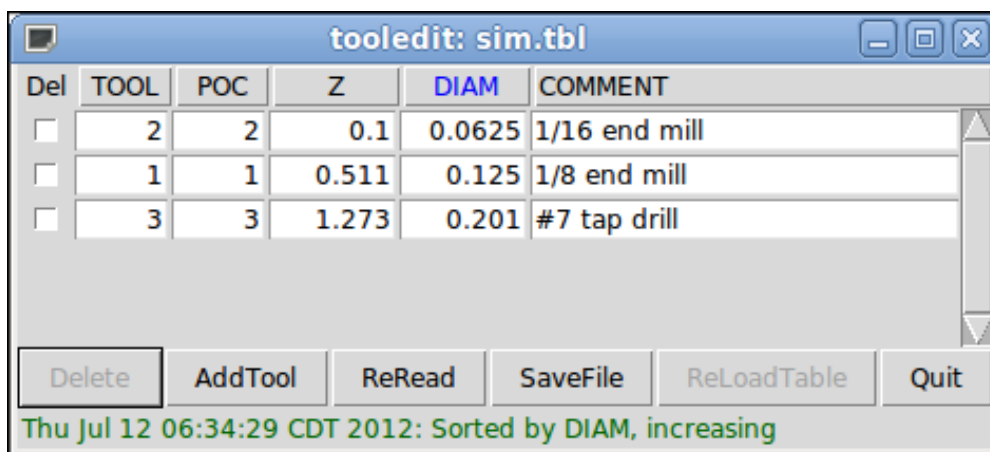 tooledit: sim.tbl
Del TOOL POC Z DIAM COMMENT
2 2 0.1 0.0625 1/16 end mill
1 1 0.511 0.125 1/8 end mill
3 3 1.273 0.201 #7 tap drill
Delete AddTool ReRead SaveFile ReLoadTable Quit
Thu Jul 12 06:34:29 CDT 2012: Sorted by DIAM, increasing